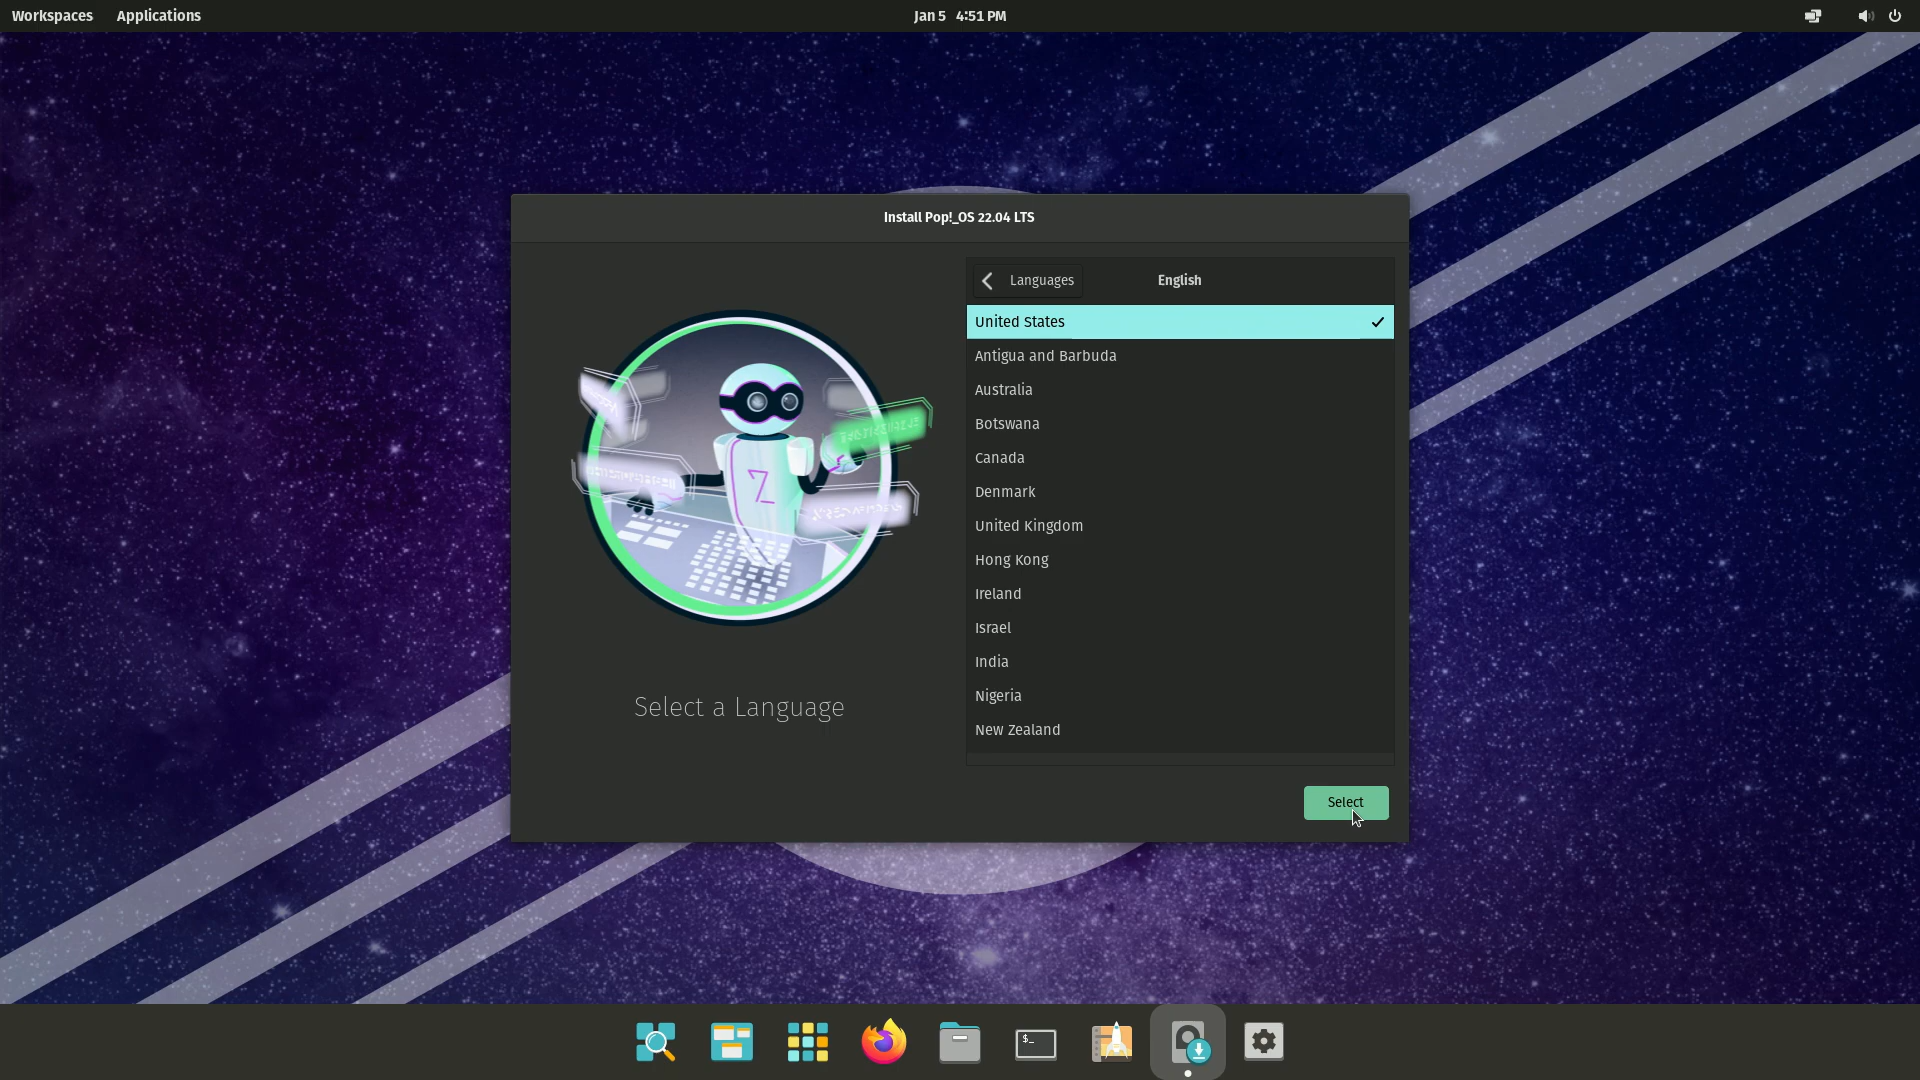 Workspaces Applications Jan 5 4:51 PM
Install Pop!_OS 22.04 LTS
Languages English
United States
Antigua and Barbuda
Australia
Botswana
Canada
Denmark
United Kingdom
Hong Kong
Ireland
Israel
India
Nigeria
New Zealand
Select a Language
Select
$_